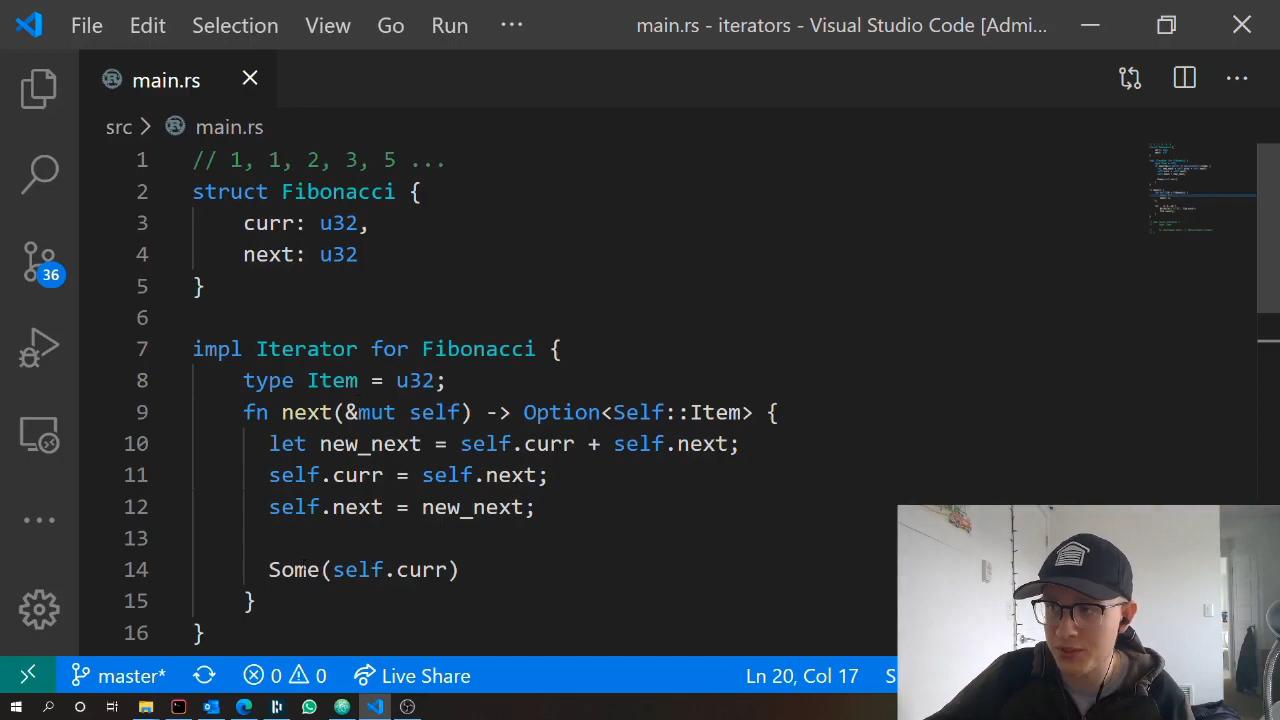 File Edit Selection View Go Run ··· main.rs - iterators - Visual Studio Code [Admi...
main.rs
src > main.rs
1 // 1, 1, 2, 3, 5 ...
2 struct Fibonacci {
3 curr: u32,
4 next: u32
5 }
6
7 impl Iterator for Fibonacci {
8 type Item = u32;
9 fn next(&mut self) -> Option<Self::Item> {
10 let new_next = self.curr + self.next;
11 self.curr = self.next;
12 self.next = new_next;
13
14 Some(self.curr)
15 }
16 }
36
master* 0 0 Live Share Ln 20, Col 17 S